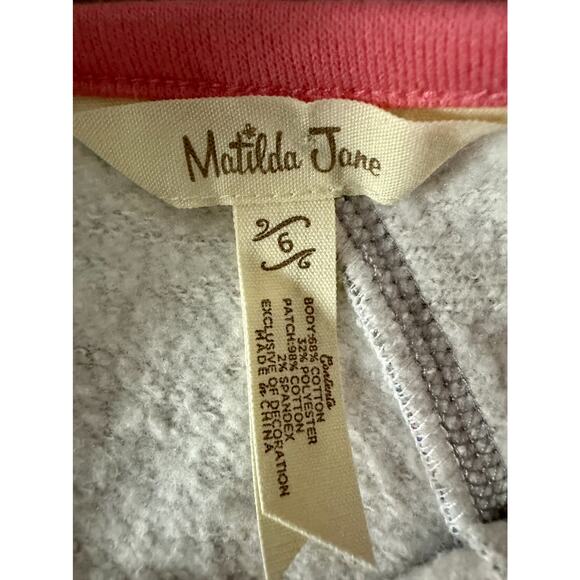 Matilda Jane
6
Contents
BODY:68% COTTON
32% POLYESTER
PATCH:98% COTTON
2% SPANDEX
EXCLUSIVE OF DECORATION
MADE in CHINA